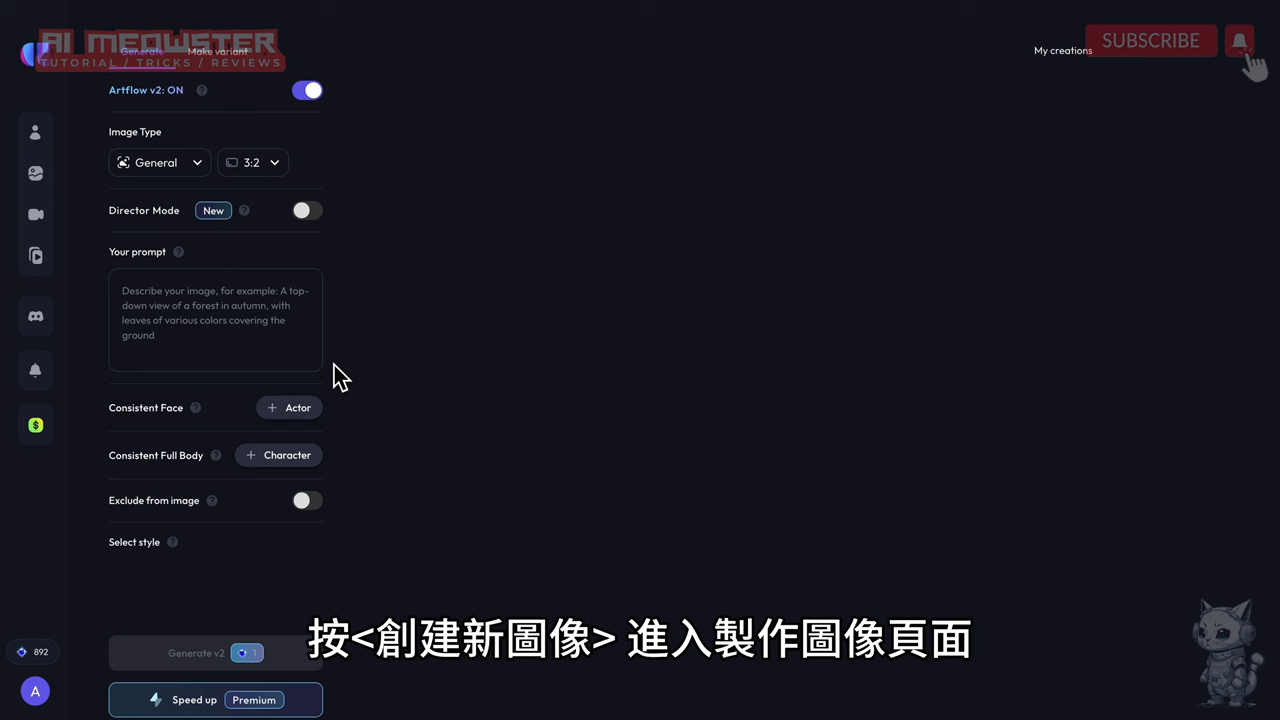 AI MEOWSTER
TUTORIAL / TRICKS / REVIEWS
Generate
Make variant
My creations
SUBSCRIBE
Artflow v2: ON ?
Image Type
General
3:2
Director Mode New ?
Your prompt ?
Describe your image, for example: A top-
down view of a forest in autumn, with
leaves of various colors covering the
ground
Consistent Face ? + Actor
Consistent Full Body ? + Character
Exclude from image ?
Select style ?
$
按<創建新圖像> 進入製作圖像頁面
892
Generate v2 1
A
Speed up Premium